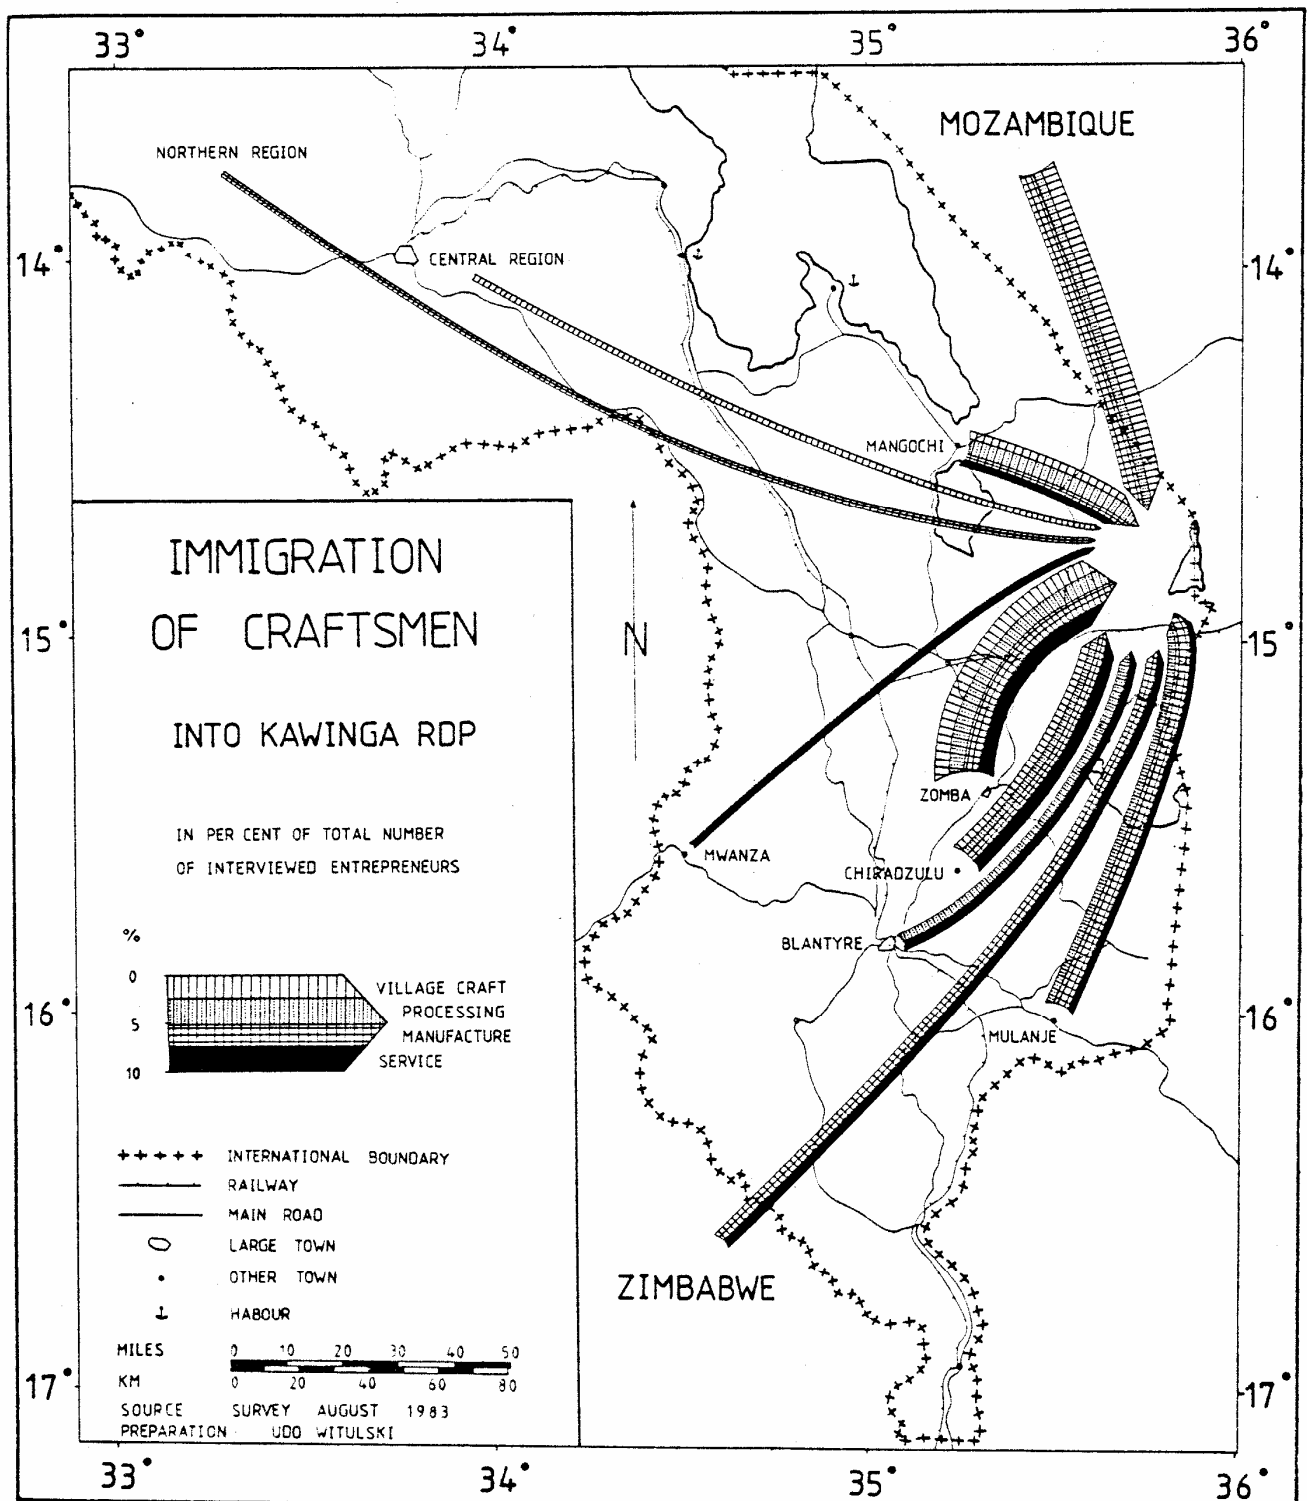 33° 34° 35° 36°
MOZAMBIQUE
NORTHERN REGION
CENTRAL REGION
14° 14°
MANGOCHI
IMMIGRATION
OF CRAFTSMEN
INTO KAWINGA RDP
N
15° 15°
IN PER CENT OF TOTAL NUMBER
OF INTERVIEWED ENTREPRENEURS
ZOMBA
MWANZA
CHIRADZULU
BLANTYRE
%
0
5
10
VILLAGE CRAFT
PROCESSING
MANUFACTURE
SERVICE
16° 16°
MULANJE
+++++ INTERNATIONAL BOUNDARY
RAILWAY
MAIN ROAD
LARGE TOWN
OTHER TOWN
HABOUR
ZIMBABWE
MILES 0 10 20 30 40 50
KM 0 20 40 60 80
17° 17°
SOURCE SURVEY AUGUST 1983
PREPARATION UDO WITULSKI
33° 34° 35° 36°